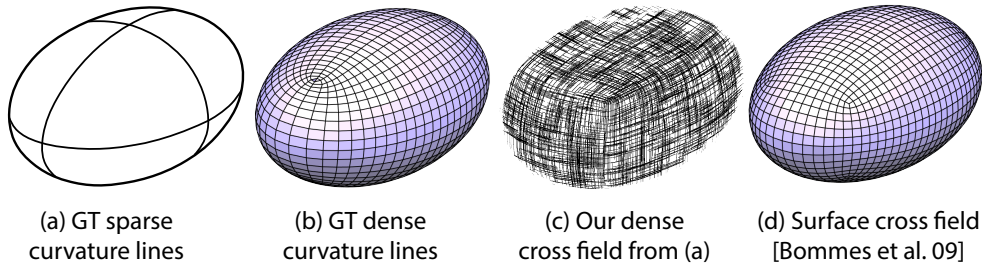 (a) GT sparse
curvature lines
(b) GT dense
curvature lines
(c) Our dense
cross field from (a)
(d) Surface cross field
[Bommes et al. 09]